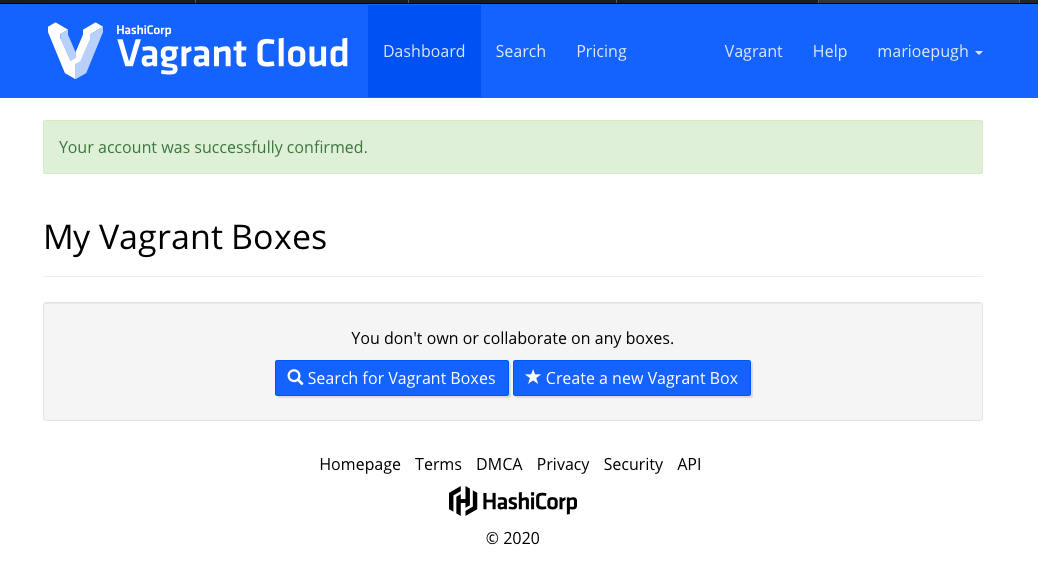 HashiCorp
Vagrant Cloud
Dashboard Search Pricing Vagrant Help marioepugh
Your account was successfully confirmed.
My Vagrant Boxes
You don't own or collaborate on any boxes.
Search for Vagrant Boxes Create a new Vagrant Box
Homepage Terms DMCA Privacy Security API
HashiCorp
© 2020